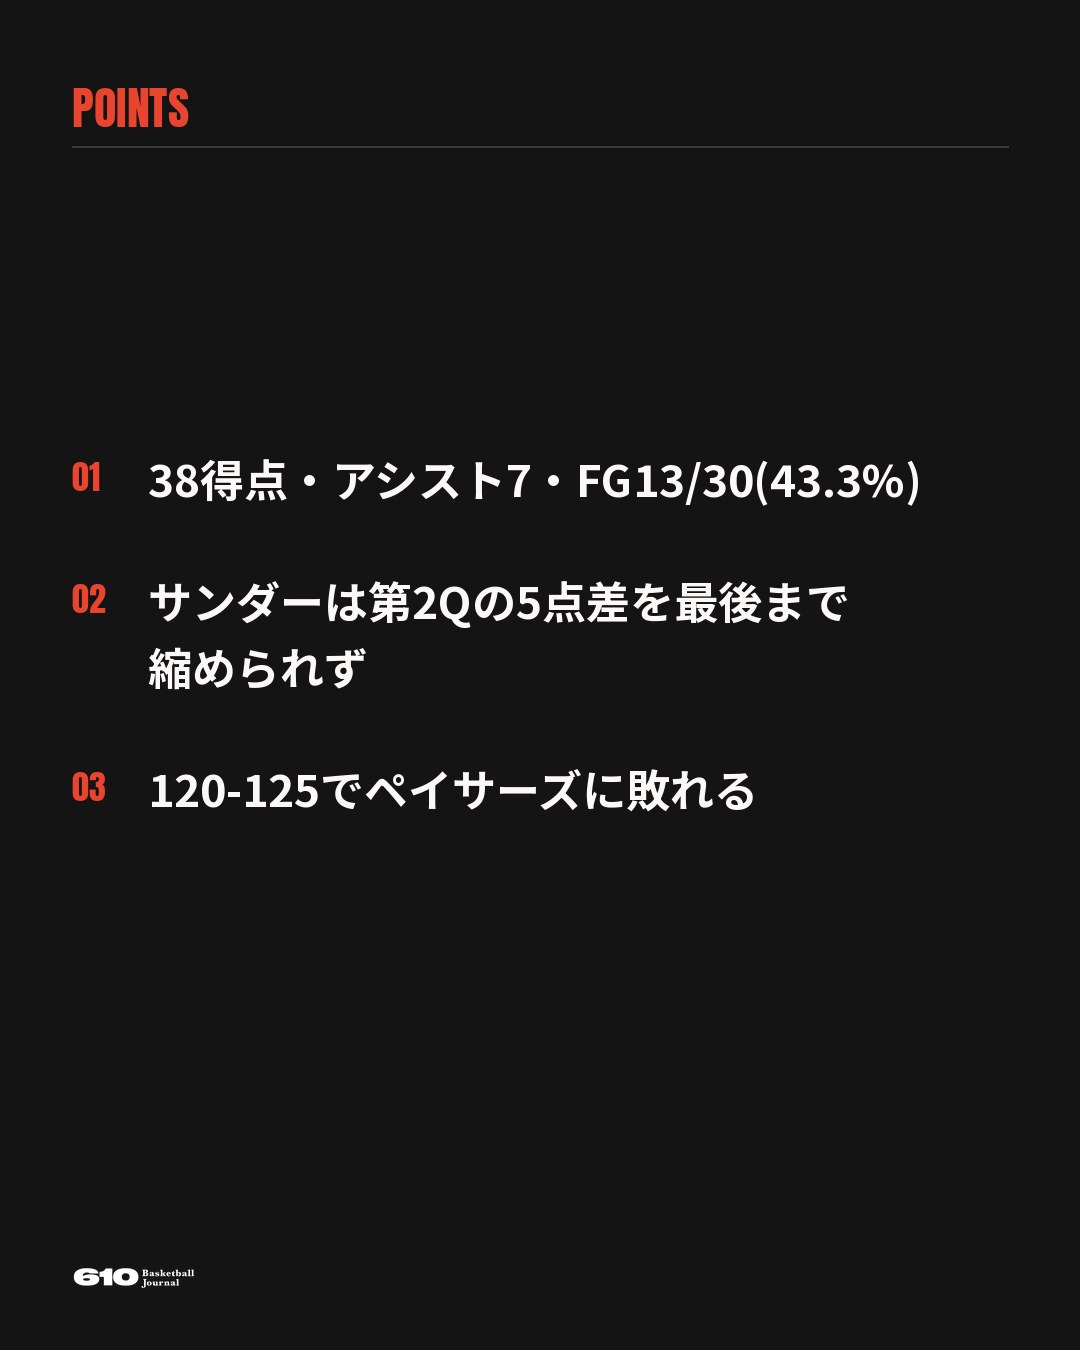 POINTS
01 38得点・アシスト7・FG13/30(43.3%)
02 サンダーは第2Qの5点差を最後まで
縮められず
03 120-125でペイサーズに敗れる
610 Basketball
Journal